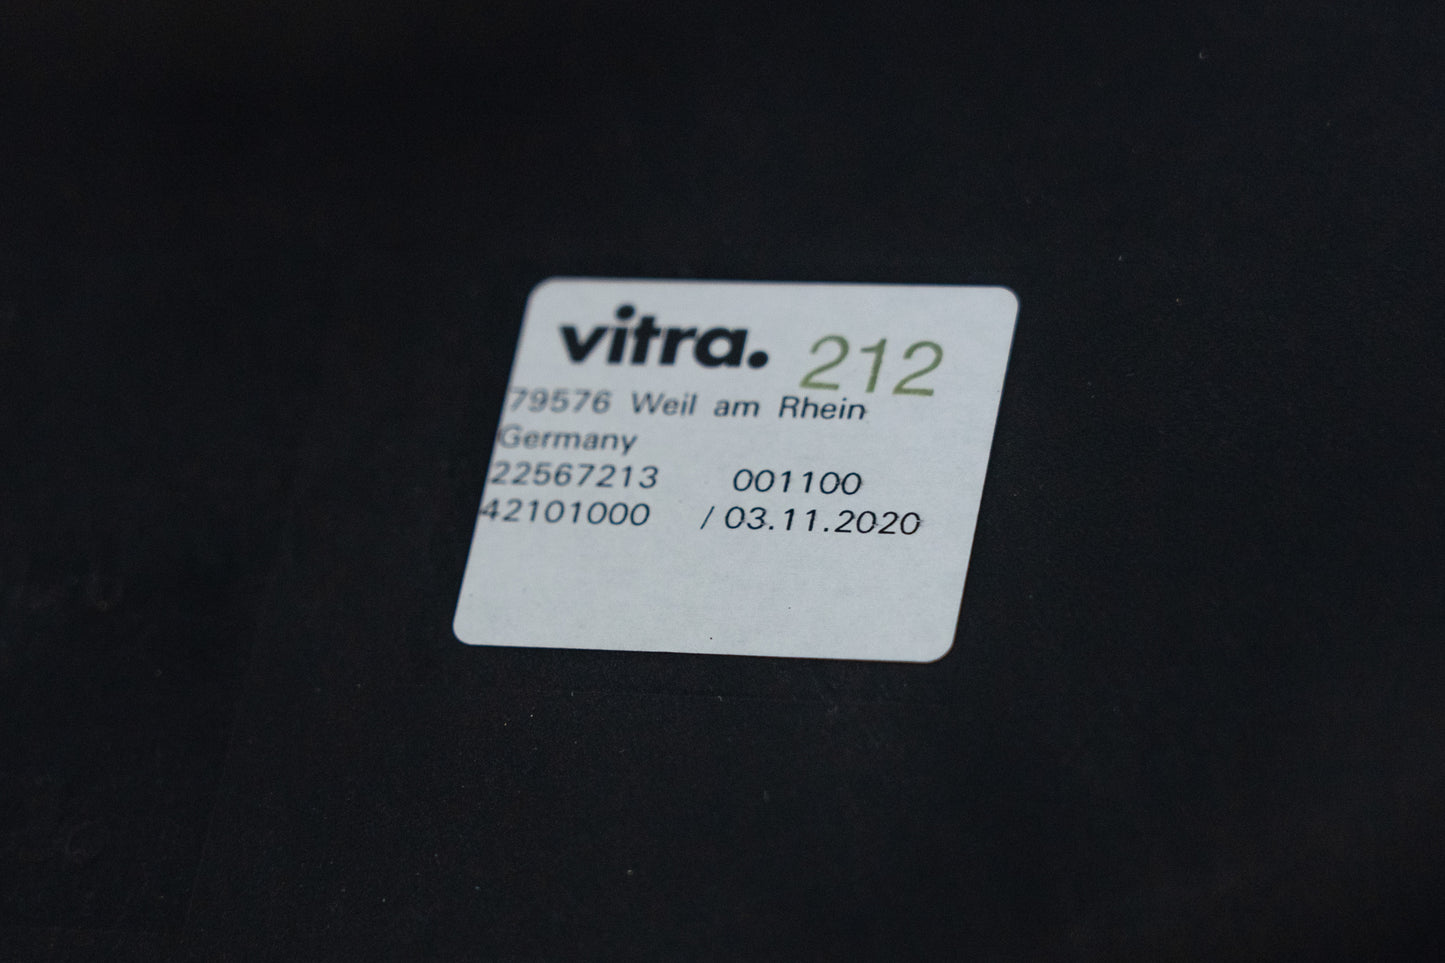 vitra. 212
79576 Weil am Rhein
Germany
22567213 001100
42101000 / 03.11.2020